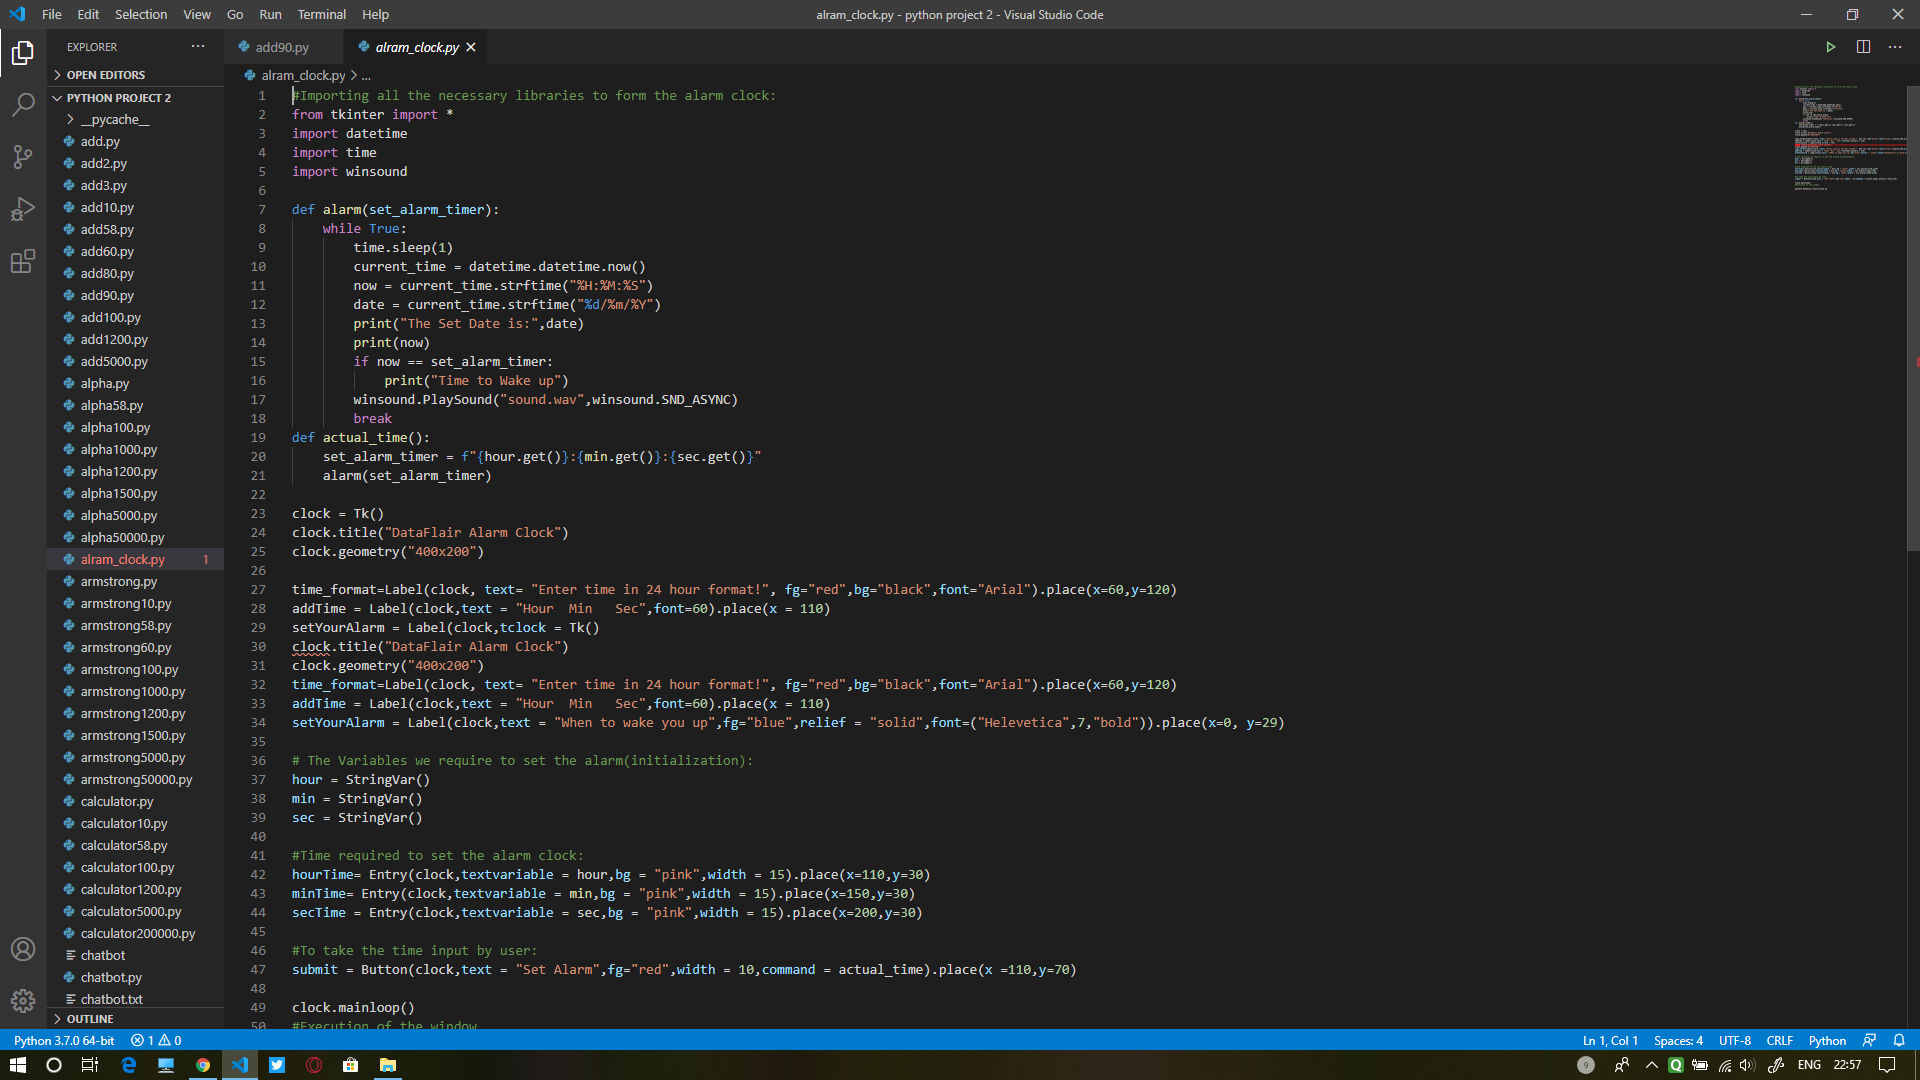 File Edit Selection View Go Run Terminal Help
alram_clock.py - python project 2 - Visual Studio Code
EXPLORER
OPEN EDITORS
PYTHON PROJECT 2
__pycache__
add.py
add2.py
add3.py
add10.py
add58.py
add60.py
add80.py
add90.py
add100.py
add1200.py
add5000.py
alpha.py
alpha58.py
alpha100.py
alpha1000.py
alpha1200.py
alpha1500.py
alpha5000.py
alpha50000.py
alram_clock.py 1
armstrong.py
armstrong10.py
armstrong58.py
armstrong60.py
armstrong100.py
armstrong1000.py
armstrong1200.py
armstrong1500.py
armstrong5000.py
armstrong50000.py
calculator.py
calculator10.py
calculator58.py
calculator100.py
calculator1200.py
calculator5000.py
calculator200000.py
chatbot
chatbot.py
chatbot.txt
OUTLINE
add90.py alram_clock.py
alram_clock.py > ...
1 #Importing all the necessary libraries to form the alarm clock:
2 from tkinter import *
3 import datetime
4 import time
5 import winsound
6
7 def alarm(set_alarm_timer):
8     while True:
9         time.sleep(1)
10         current_time = datetime.datetime.now()
11         now = current_time.strftime("%H:%M:%S")
12         date = current_time.strftime("%d/%m/%Y")
13         print("The Set Date is:",date)
14         print(now)
15         if now == set_alarm_timer:
16             print("Time to Wake up")
17         winsound.PlaySound("sound.wav",winsound.SND_ASYNC)
18         break
19 def actual_time():
20     set_alarm_timer = f"{hour.get()}:{min.get()}:{sec.get()}"
21     alarm(set_alarm_timer)
22
23 clock = Tk()
24 clock.title("DataFlair Alarm Clock")
25 clock.geometry("400x200")
26
27 time_format=Label(clock, text= "Enter time in 24 hour format!", fg="red",bg="black",font="Arial").place(x=60,y=120)
28 addTime = Label(clock,text = "Hour  Min   Sec",font=60).place(x = 110)
29 setYourAlarm = Label(clock,tclock = Tk()
30 clock.title("DataFlair Alarm Clock")
31 clock.geometry("400x200")
32 time_format=Label(clock, text= "Enter time in 24 hour format!", fg="red",bg="black",font="Arial").place(x=60,y=120)
33 addTime = Label(clock,text = "Hour  Min   Sec",font=60).place(x = 110)
34 setYourAlarm = Label(clock,text = "When to wake you up",fg="blue",relief = "solid",font=("Helevetica",7,"bold")).place(x=0, y=29)
35
36 # The Variables we require to set the alarm(initialization):
37 hour = StringVar()
38 min = StringVar()
39 sec = StringVar()
40
41 #Time required to set the alarm clock:
42 hourTime= Entry(clock,textvariable = hour,bg = "pink",width = 15).place(x=110,y=30)
43 minTime= Entry(clock,textvariable = min,bg = "pink",width = 15).place(x=150,y=30)
44 secTime = Entry(clock,textvariable = sec,bg = "pink",width = 15).place(x=200,y=30)
45
46 #To take the time input by user:
47 submit = Button(clock,text = "Set Alarm",fg="red",width = 10,command = actual_time).place(x =110,y=70)
48
49 clock.mainloop()
50 #Execution of the window
Python 3.7.0 64-bit 1 0 Ln 1, Col 1 Spaces: 4 UTF-8 CRLF Python
9 ENG 22:57